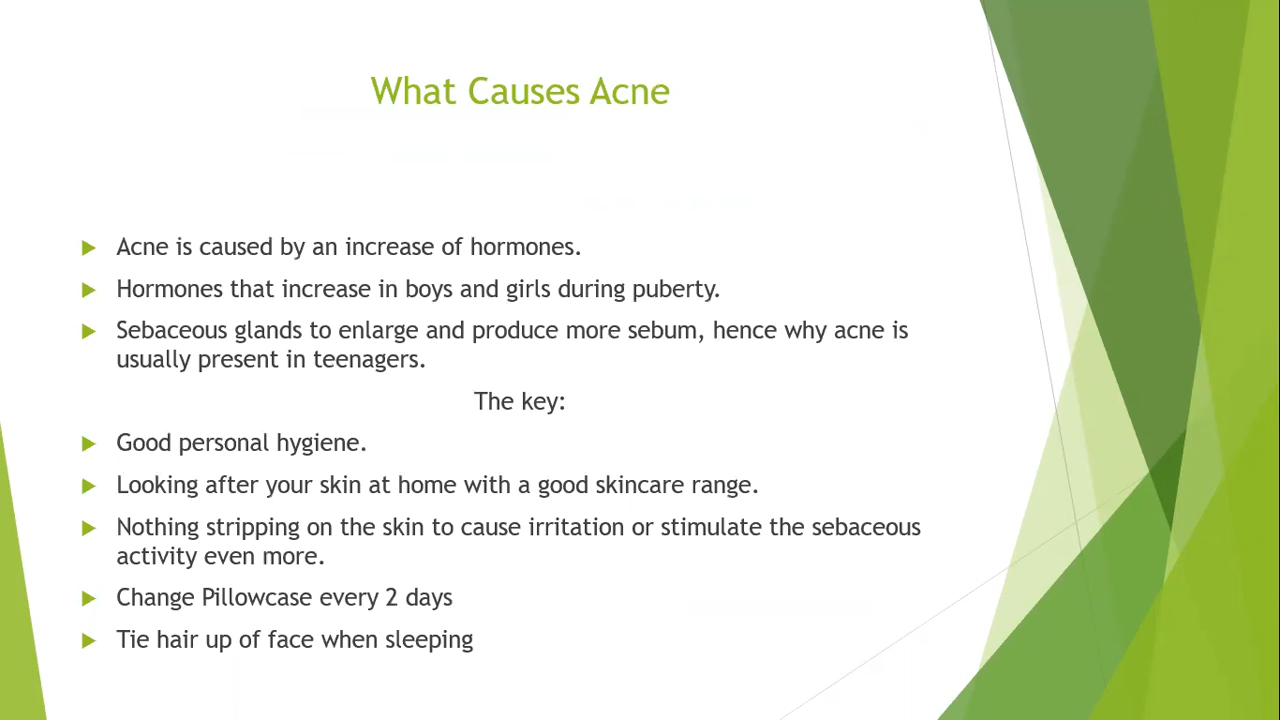 What Causes Acne
Acne is caused by an increase of hormones.
Hormones that increase in boys and girls during puberty.
Sebaceous glands to enlarge and produce more sebum, hence why acne is
usually present in teenagers.
The key:
Good personal hygiene.
Looking after your skin at home with a good skincare range.
Nothing stripping on the skin to cause irritation or stimulate the sebaceous
activity even more.
Change Pillowcase every 2 days
Tie hair up of face when sleeping